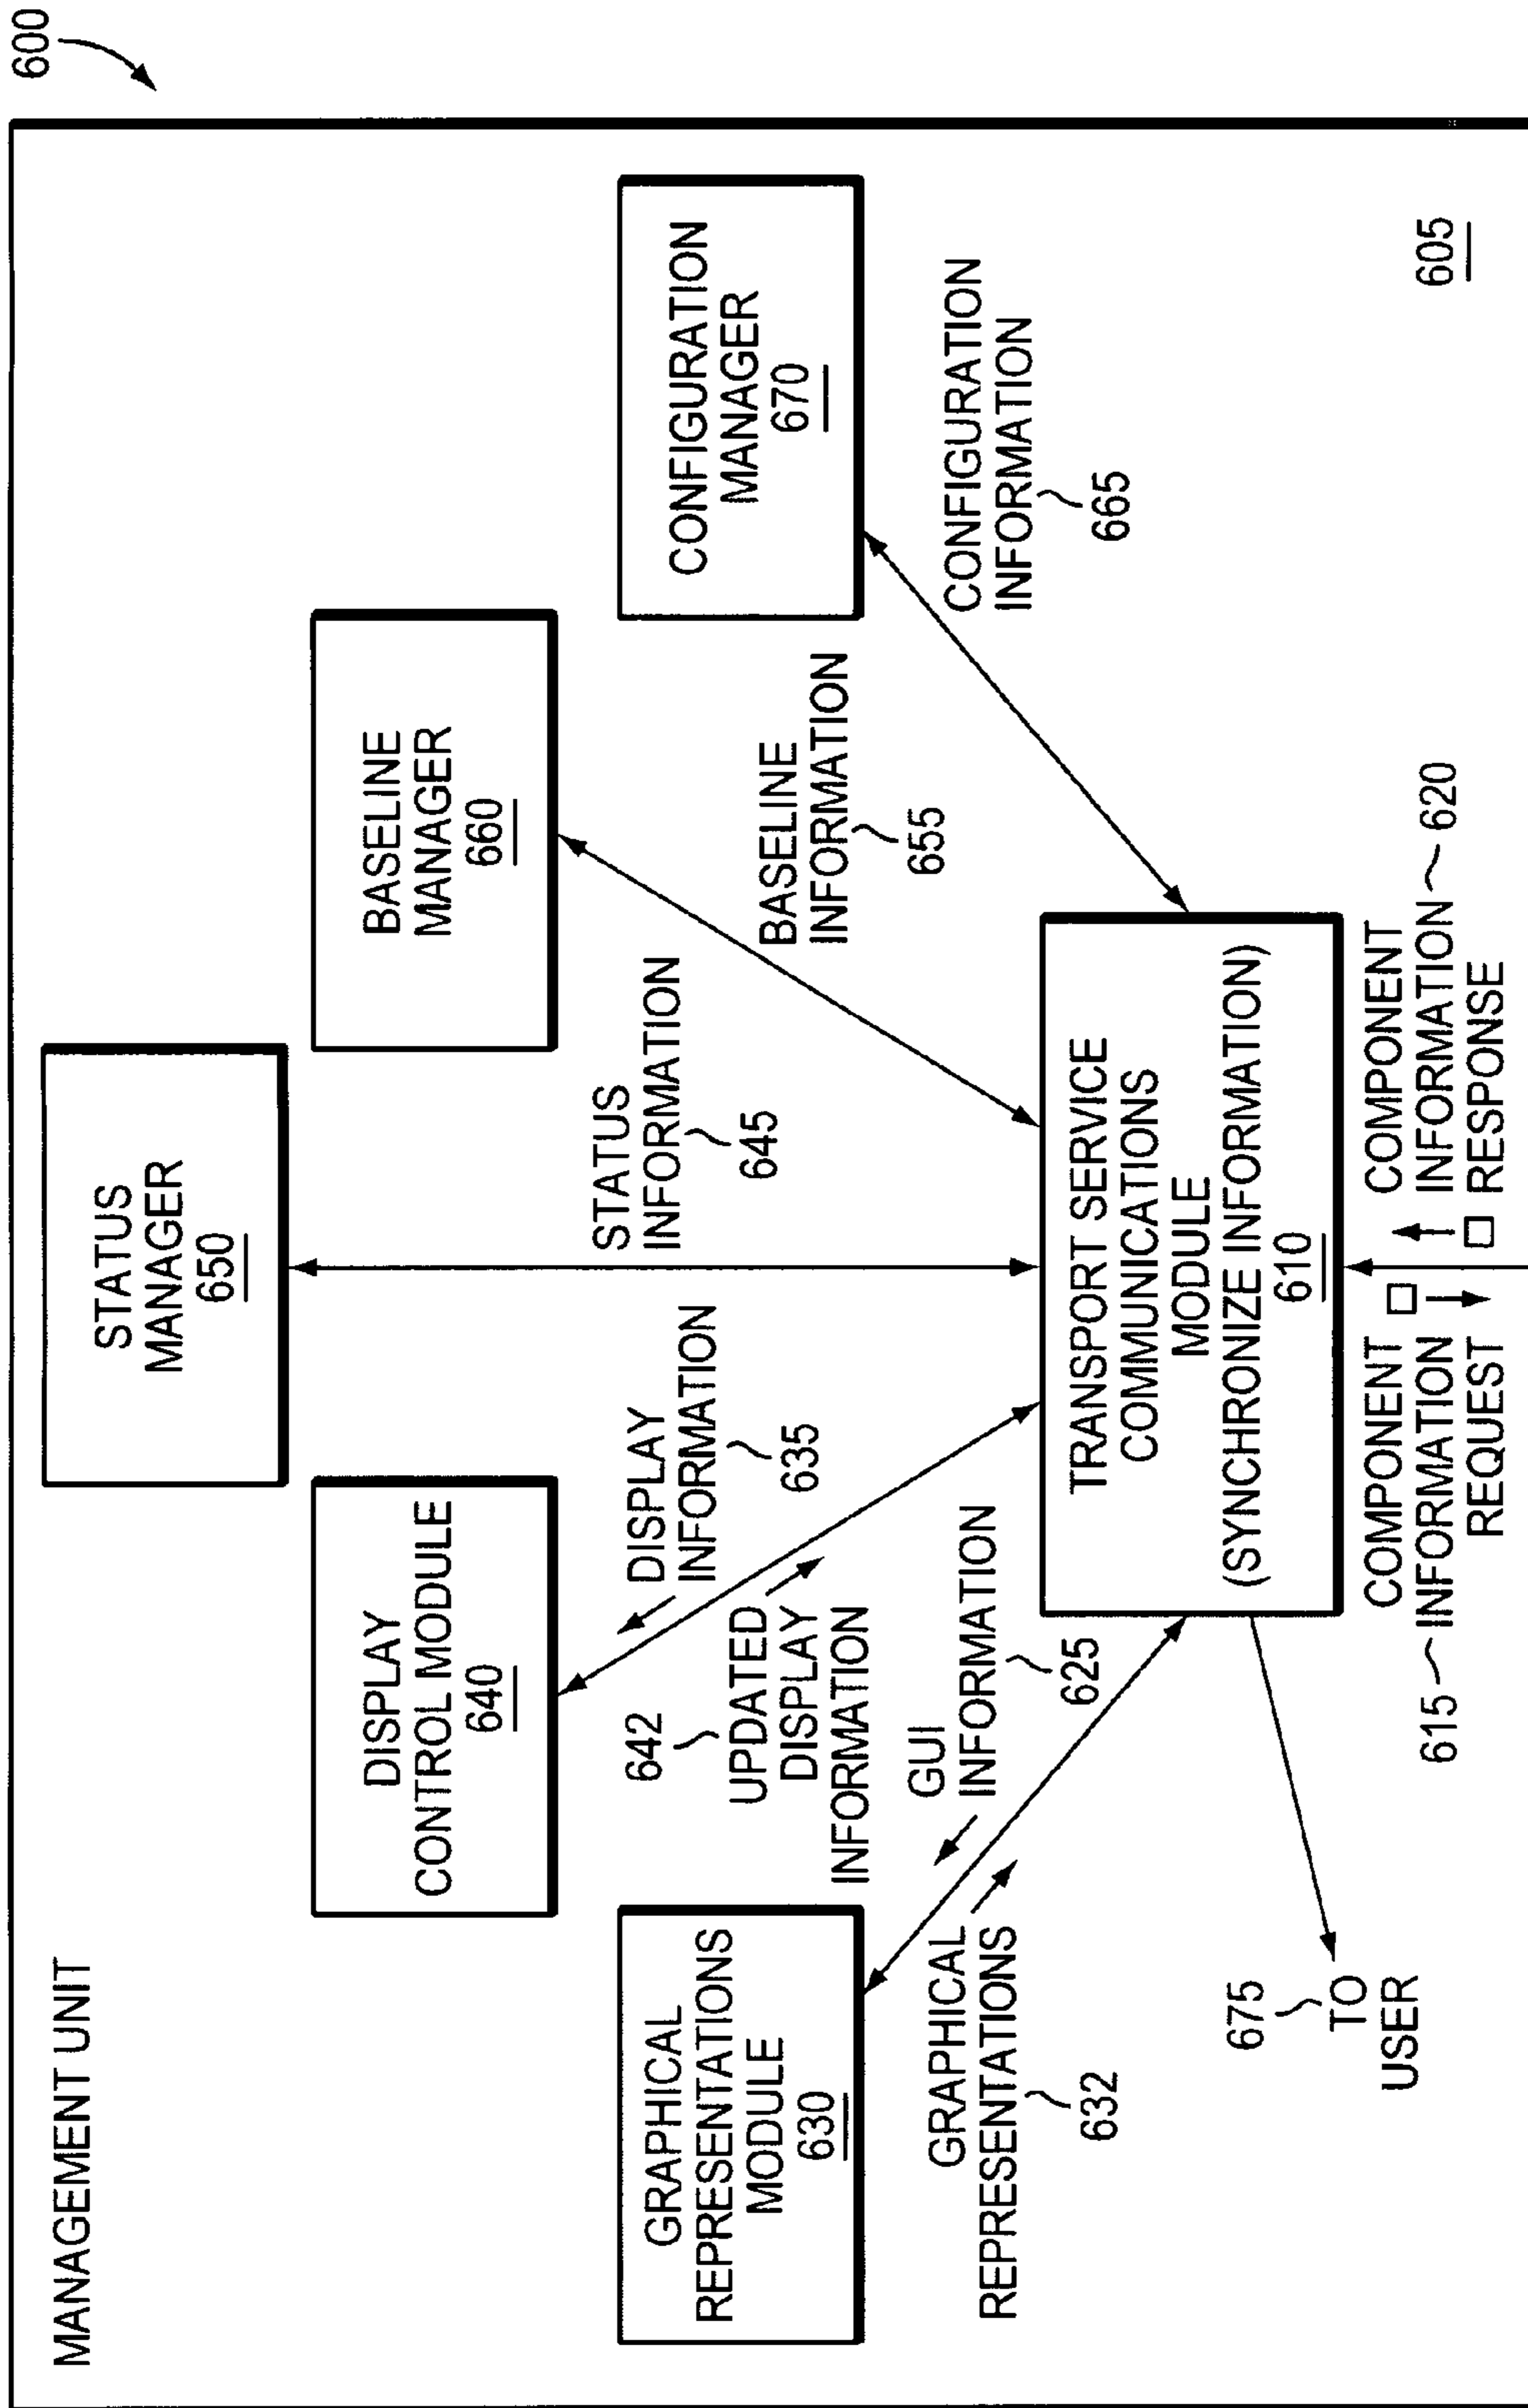 600
MANAGEMENT UNIT
STATUS
MANAGER
650
DISPLAY
CONTROL MODULE
640
BASELINE
MANAGER
660
GRAPHICAL
REPRESENTATIONS
MODULE
630
CONFIGURATION
MANAGER
670
STATUS
INFORMATION
645
DISPLAY
INFORMATION
635
642
UPDATED
DISPLAY
INFORMATION
BASELINE
INFORMATION
655
GUI
INFORMATION
625
GRAPHICAL
REPRESENTATIONS
632
CONFIGURATION
INFORMATION
665
TRANSPORT SERVICE
COMMUNICATIONS
MODULE
(SYNCHRONIZE INFORMATION)
610
675
TO
USER
COMPONENT
615 INFORMATION
REQUEST
COMPONENT
INFORMATION 620
RESPONSE
605